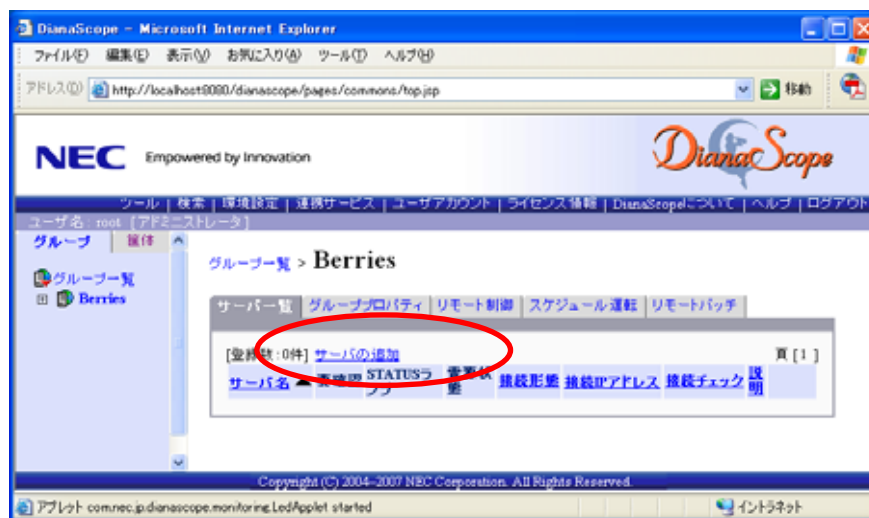 DianaScope - Microsoft Internet Explorer
ファイル(F) 編集(E) 表示(V) お気に入り(A) ツール(T) ヘルプ(H)
アドレス(D) http://localhost:8080/dianascope/pages/commons/top.jsp 移動
NEC Empowered by Innovation DianaScope
ツール | 検索 | 環境設定 | 連携サービス | ユーザアカウント | ライセンス情報 | DianaScopeについて | ヘルプ | ログアウト
ユーザ名 : root [アドミニストレータ]
グループ 筐体
グループ一覧
Berries
グループ一覧 > Berries
サーバ一覧 グループプロパティ リモート制御 スケジュール運転 リモートバッチ
[登録数:0件] サーバの追加 頁 [1 ]
サーバ名 ▲ 要確認 STATUSランプ 電源状態 接続形態 接続IPアドレス 接続チェック 説明
Copyright (C) 2004-2007 NEC Corporation. All Rights Reserved.
アプレット com.nec.jp.dianascope.monitoring.LedApplet started イントラネット